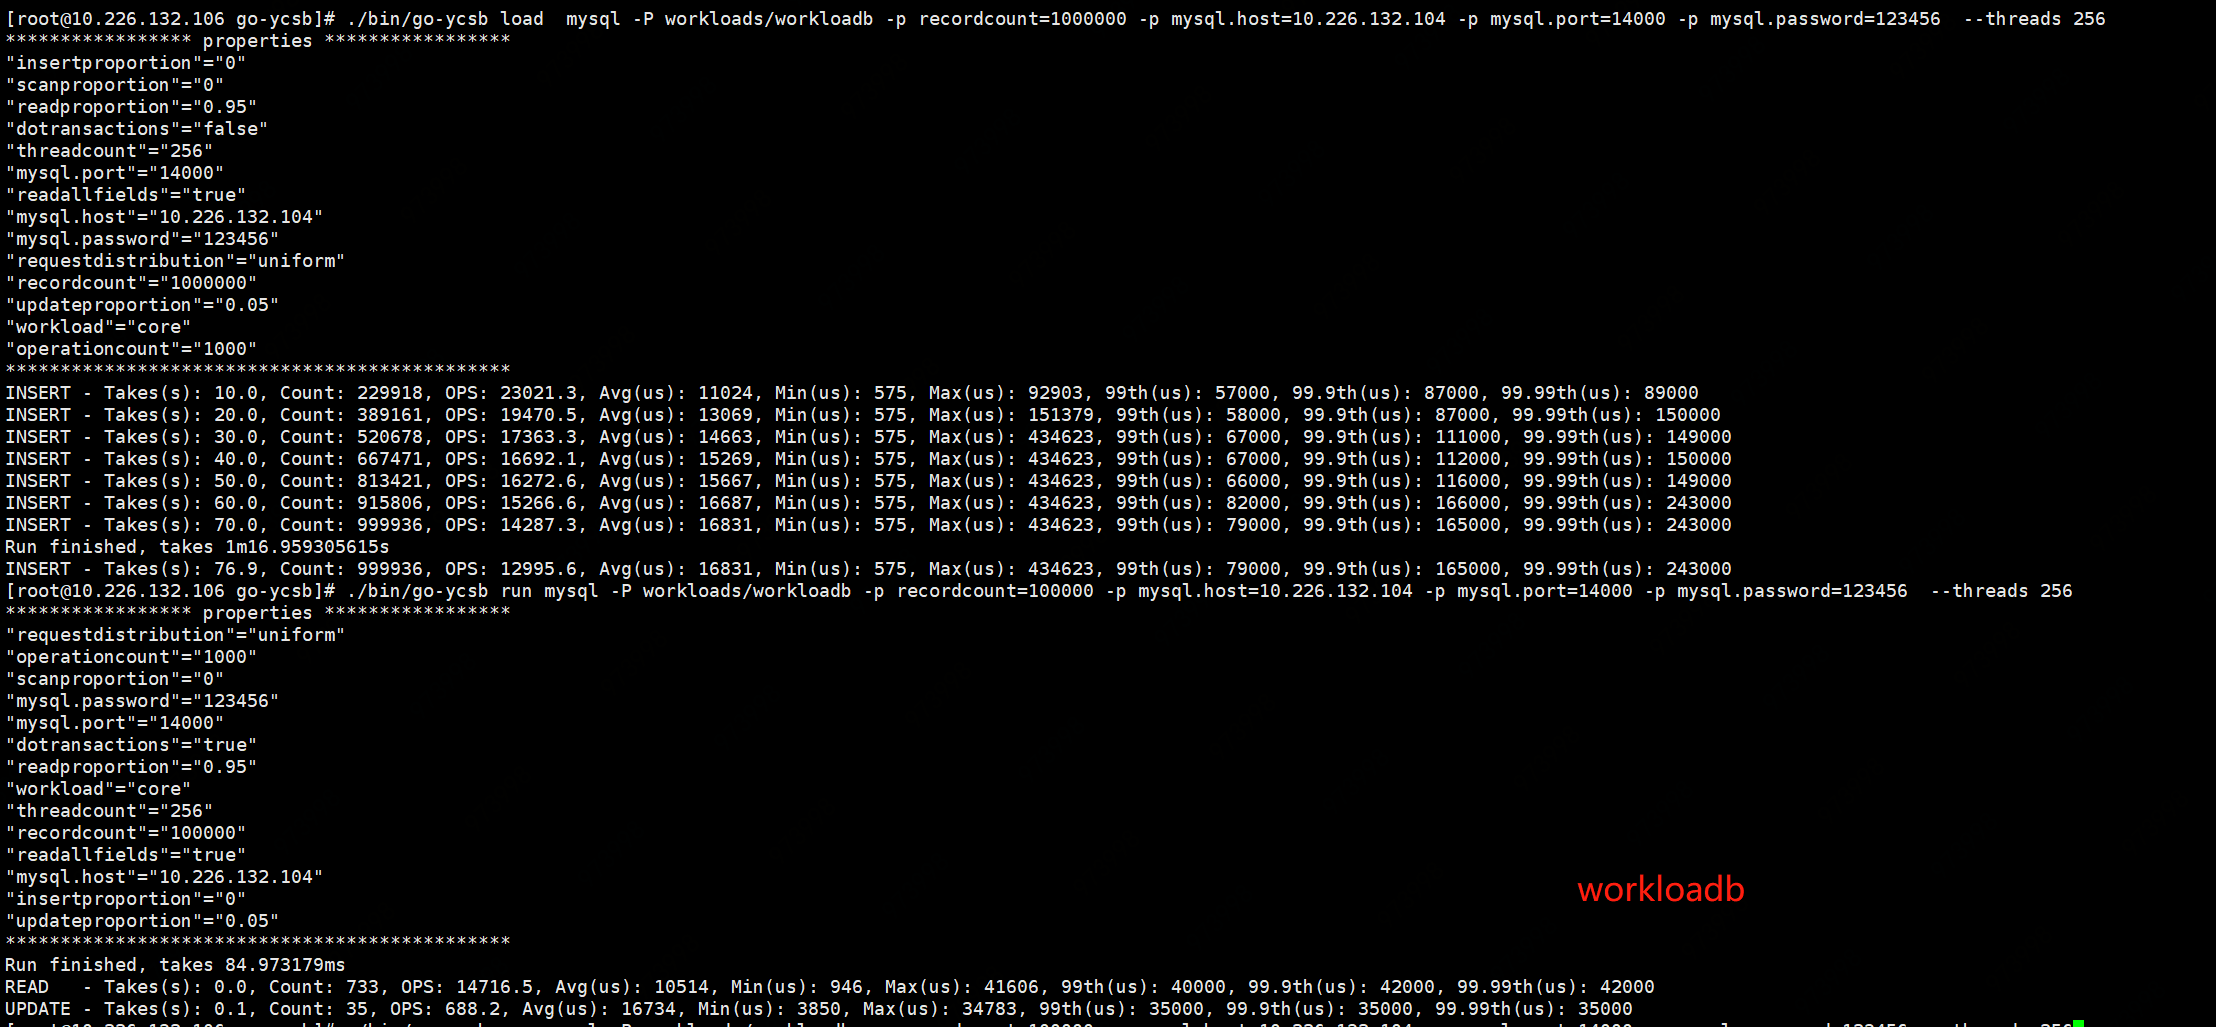 [root@10.226.132.106 go-ycsb]# ./bin/go-ycsb load  mysql -P workloads/workloadb -p recordcount=1000000 -p mysql.host=10.226.132.104 -p mysql.port=14000 -p mysql.password=123456  --threads 256
***************** properties *****************
"insertproportion"="0"
"scanproportion"="0"
"readproportion"="0.95"
"dotransactions"="false"
"threadcount"="256"
"mysql.port"="14000"
"readallfields"="true"
"mysql.host"="10.226.132.104"
"mysql.password"="123456"
"requestdistribution"="uniform"
"recordcount"="1000000"
"updateproportion"="0.05"
"workload"="core"
"operationcount"="1000"
**********************************************
INSERT - Takes(s): 10.0, Count: 229918, OPS: 23021.3, Avg(us): 11024, Min(us): 575, Max(us): 92903, 99th(us): 57000, 99.9th(us): 87000, 99.99th(us): 89000
INSERT - Takes(s): 20.0, Count: 389161, OPS: 19470.5, Avg(us): 13069, Min(us): 575, Max(us): 151379, 99th(us): 58000, 99.9th(us): 87000, 99.99th(us): 150000
INSERT - Takes(s): 30.0, Count: 520678, OPS: 17363.3, Avg(us): 14663, Min(us): 575, Max(us): 434623, 99th(us): 67000, 99.9th(us): 111000, 99.99th(us): 149000
INSERT - Takes(s): 40.0, Count: 667471, OPS: 16692.1, Avg(us): 15269, Min(us): 575, Max(us): 434623, 99th(us): 67000, 99.9th(us): 112000, 99.99th(us): 150000
INSERT - Takes(s): 50.0, Count: 813421, OPS: 16272.6, Avg(us): 15667, Min(us): 575, Max(us): 434623, 99th(us): 66000, 99.9th(us): 116000, 99.99th(us): 149000
INSERT - Takes(s): 60.0, Count: 915806, OPS: 15266.6, Avg(us): 16687, Min(us): 575, Max(us): 434623, 99th(us): 82000, 99.9th(us): 166000, 99.99th(us): 243000
INSERT - Takes(s): 70.0, Count: 999936, OPS: 14287.3, Avg(us): 16831, Min(us): 575, Max(us): 434623, 99th(us): 79000, 99.9th(us): 165000, 99.99th(us): 243000
Run finished, takes 1m16.959305615s
INSERT - Takes(s): 76.9, Count: 999936, OPS: 12995.6, Avg(us): 16831, Min(us): 575, Max(us): 434623, 99th(us): 79000, 99.9th(us): 165000, 99.99th(us): 243000
[root@10.226.132.106 go-ycsb]# ./bin/go-ycsb run mysql -P workloads/workloadb -p recordcount=100000 -p mysql.host=10.226.132.104 -p mysql.port=14000 -p mysql.password=123456  --threads 256
***************** properties *****************
"requestdistribution"="uniform"
"operationcount"="1000"
"scanproportion"="0"
"mysql.password"="123456"
"mysql.port"="14000"
"dotransactions"="true"
"readproportion"="0.95"
"workload"="core"
"threadcount"="256"
"recordcount"="100000"
"readallfields"="true"
"mysql.host"="10.226.132.104"
workloadb
"insertproportion"="0"
"updateproportion"="0.05"
**********************************************
Run finished, takes 84.973179ms
READ   - Takes(s): 0.0, Count: 733, OPS: 14716.5, Avg(us): 10514, Min(us): 946, Max(us): 41606, 99th(us): 40000, 99.9th(us): 42000, 99.99th(us): 42000
UPDATE - Takes(s): 0.1, Count: 35, OPS: 688.2, Avg(us): 16734, Min(us): 3850, Max(us): 34783, 99th(us): 35000, 99.9th(us): 35000, 99.99th(us): 35000